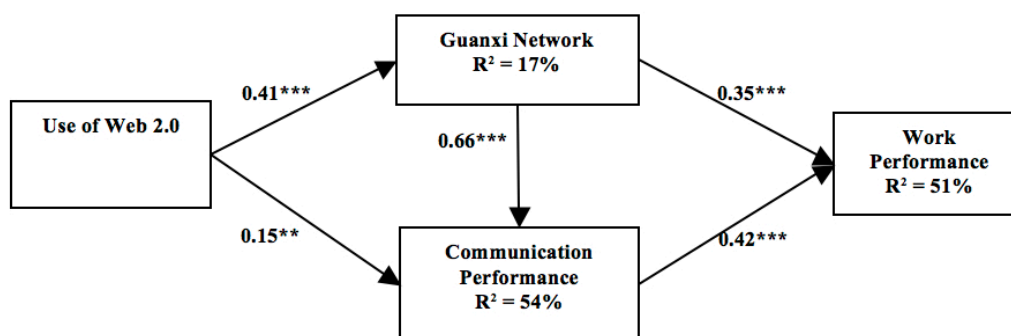 Guanxi Network
R² = 17%
0.41***
0.35***
Use of Web 2.0
0.66***
Work
Performance
R² = 51%
0.15**
Communication
Performance
R² = 54%
0.42***